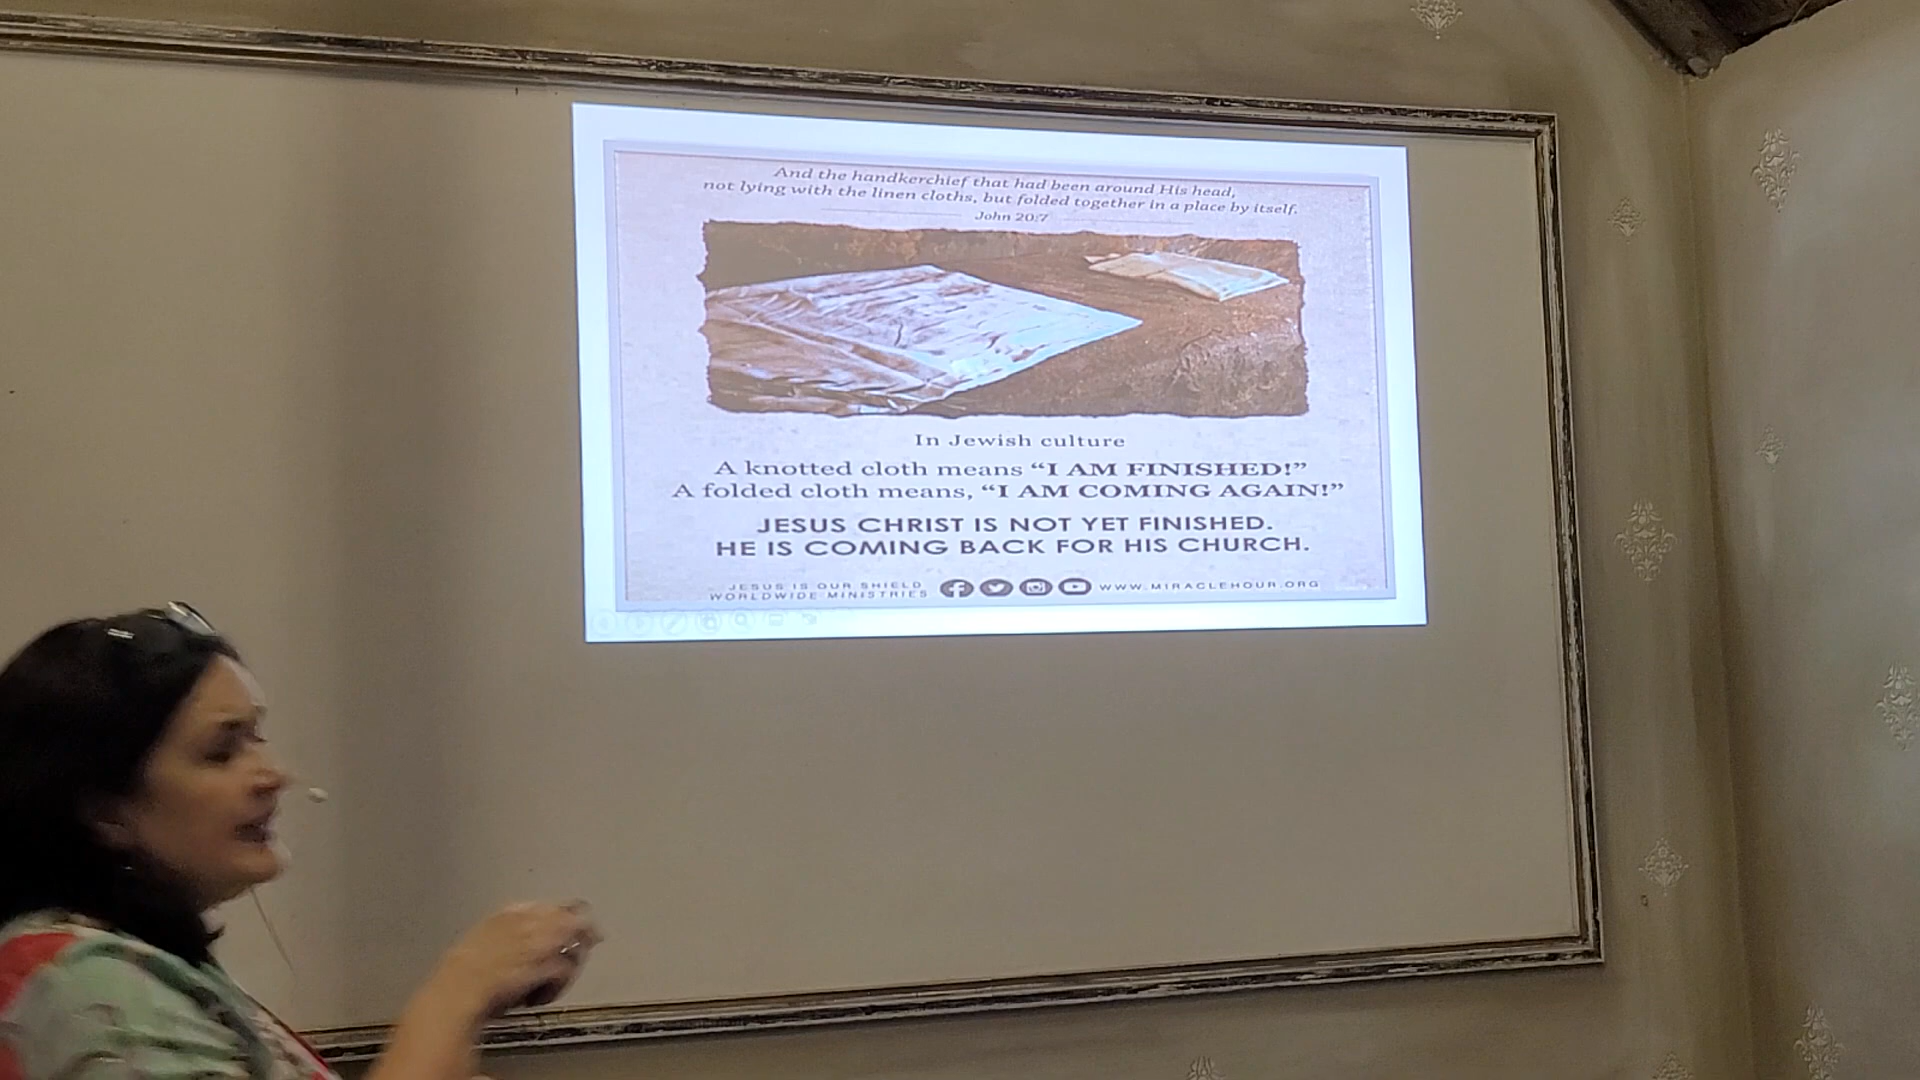 And the handkerchief that had been around His head,
not lying with the linen cloths, but folded together in a place by itself.
John 20:7
In Jewish culture
A knotted cloth means “I AM FINISHED!”
A folded cloth means, “I AM COMING AGAIN!”
JESUS CHRIST IS NOT YET FINISHED.
HE IS COMING BACK FOR HIS CHURCH.
JESUS IS OUR SHIELD
WORLDWIDE MINISTRIES
WWW.MIRACLEHOUR.ORG